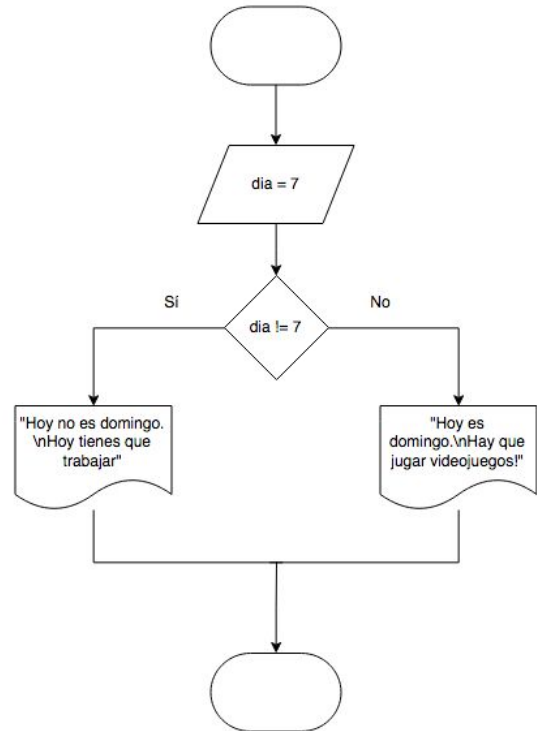 dia = 7
Sí
No
dia != 7
"Hoy no es domingo.
\nHoy tienes que
trabajar"
"Hoy es
domingo.\nHay que
jugar videojuegos!"